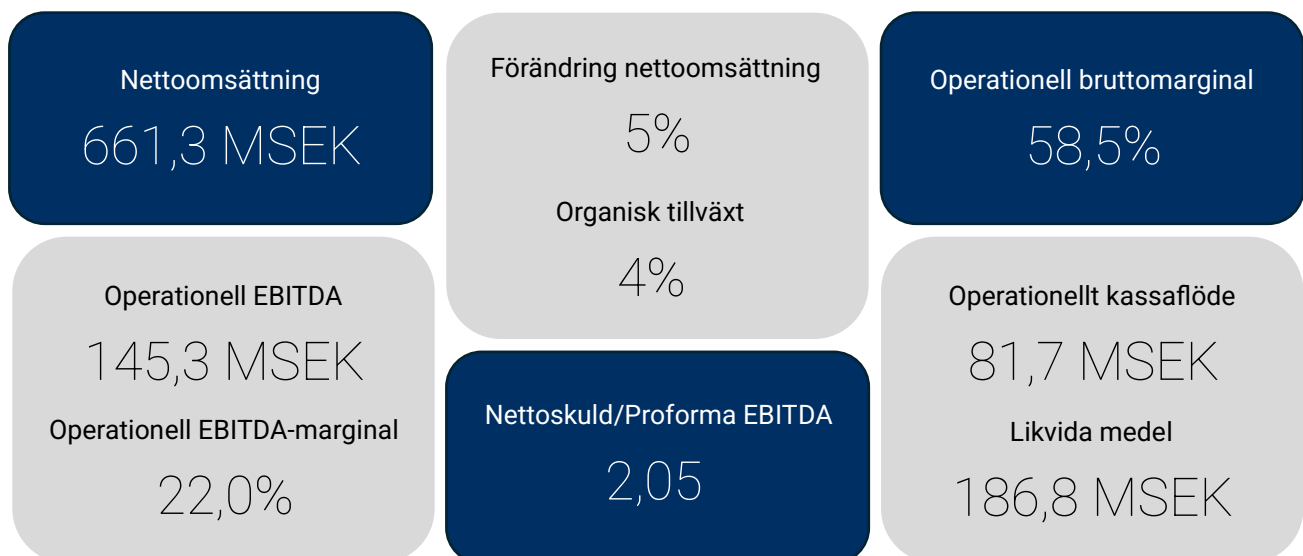 Nettoomsättning
661,3 MSEK
Förändring nettoomsättning
5%
Organisk tillväxt
4%
Operationell bruttomarginal
58,5%
Operationell EBITDA
145,3 MSEK
Operationell EBITDA-marginal
22,0%
Nettoskuld/Proforma EBITDA
2,05
Operationellt kassaflöde
81,7 MSEK
Likvida medel
186,8 MSEK